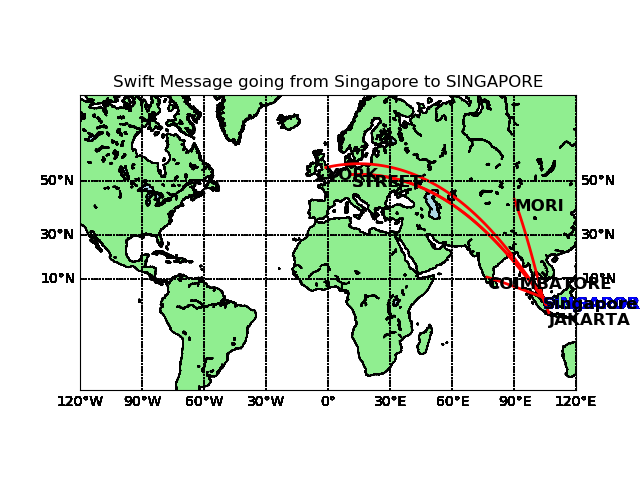 Swift Message going from Singapore to SINGAPORE
YORK
STREET
50°N 50°N
MORI
30°N 30°N
10°N 10°N
COIMBATORE
Singapore
SINGAPORE
JAKARTA
120°W 90°W 60°W 30°W 0° 30°E 60°E 90°E 120°E